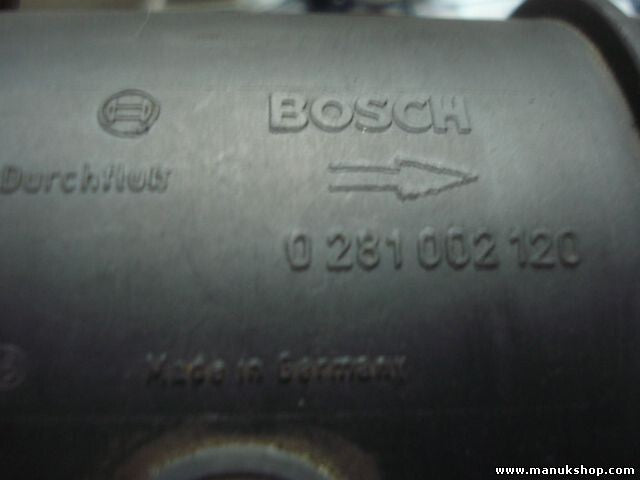 BOSCH
Durchfluß
0 281 002 120
Made in Germany
www.manukshop.com